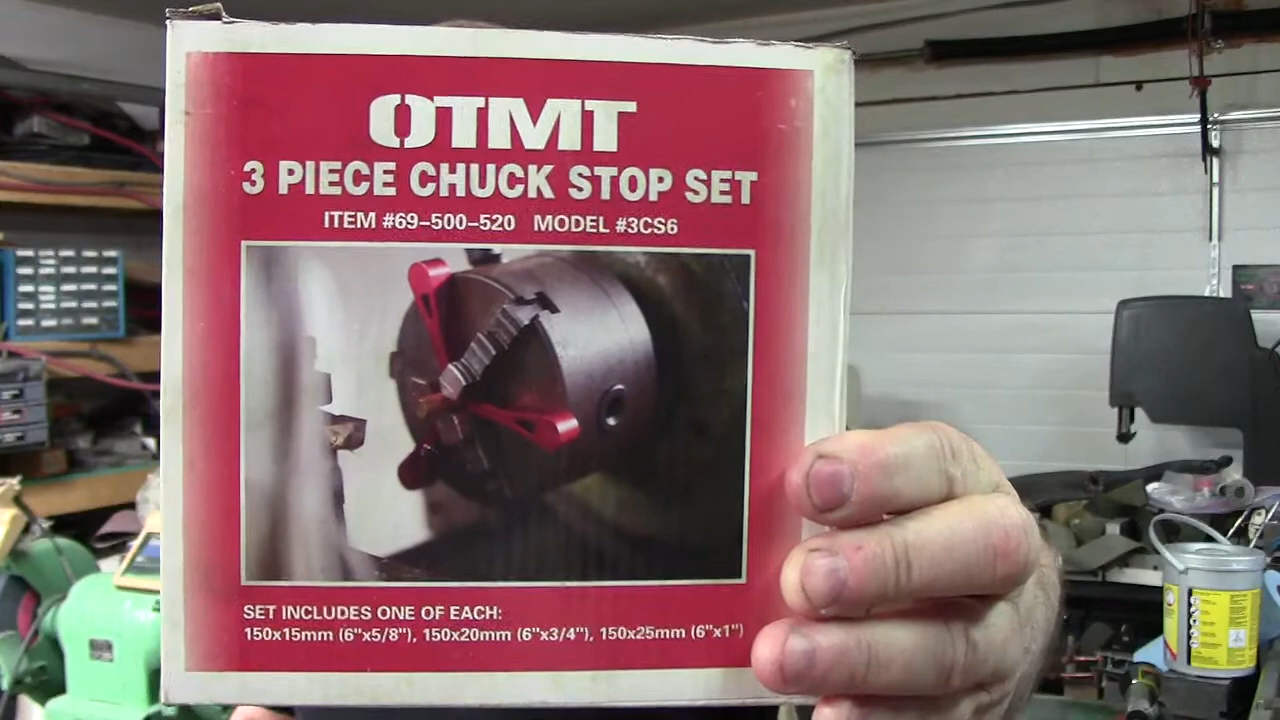 OTMT
3 PIECE CHUCK STOP SET
ITEM #69-500-520 MODEL #3CS6
SET INCLUDES ONE OF EACH:
150x15mm (6"x5/8"), 150x20mm (6"x3/4"), 150x25mm (6"x1")